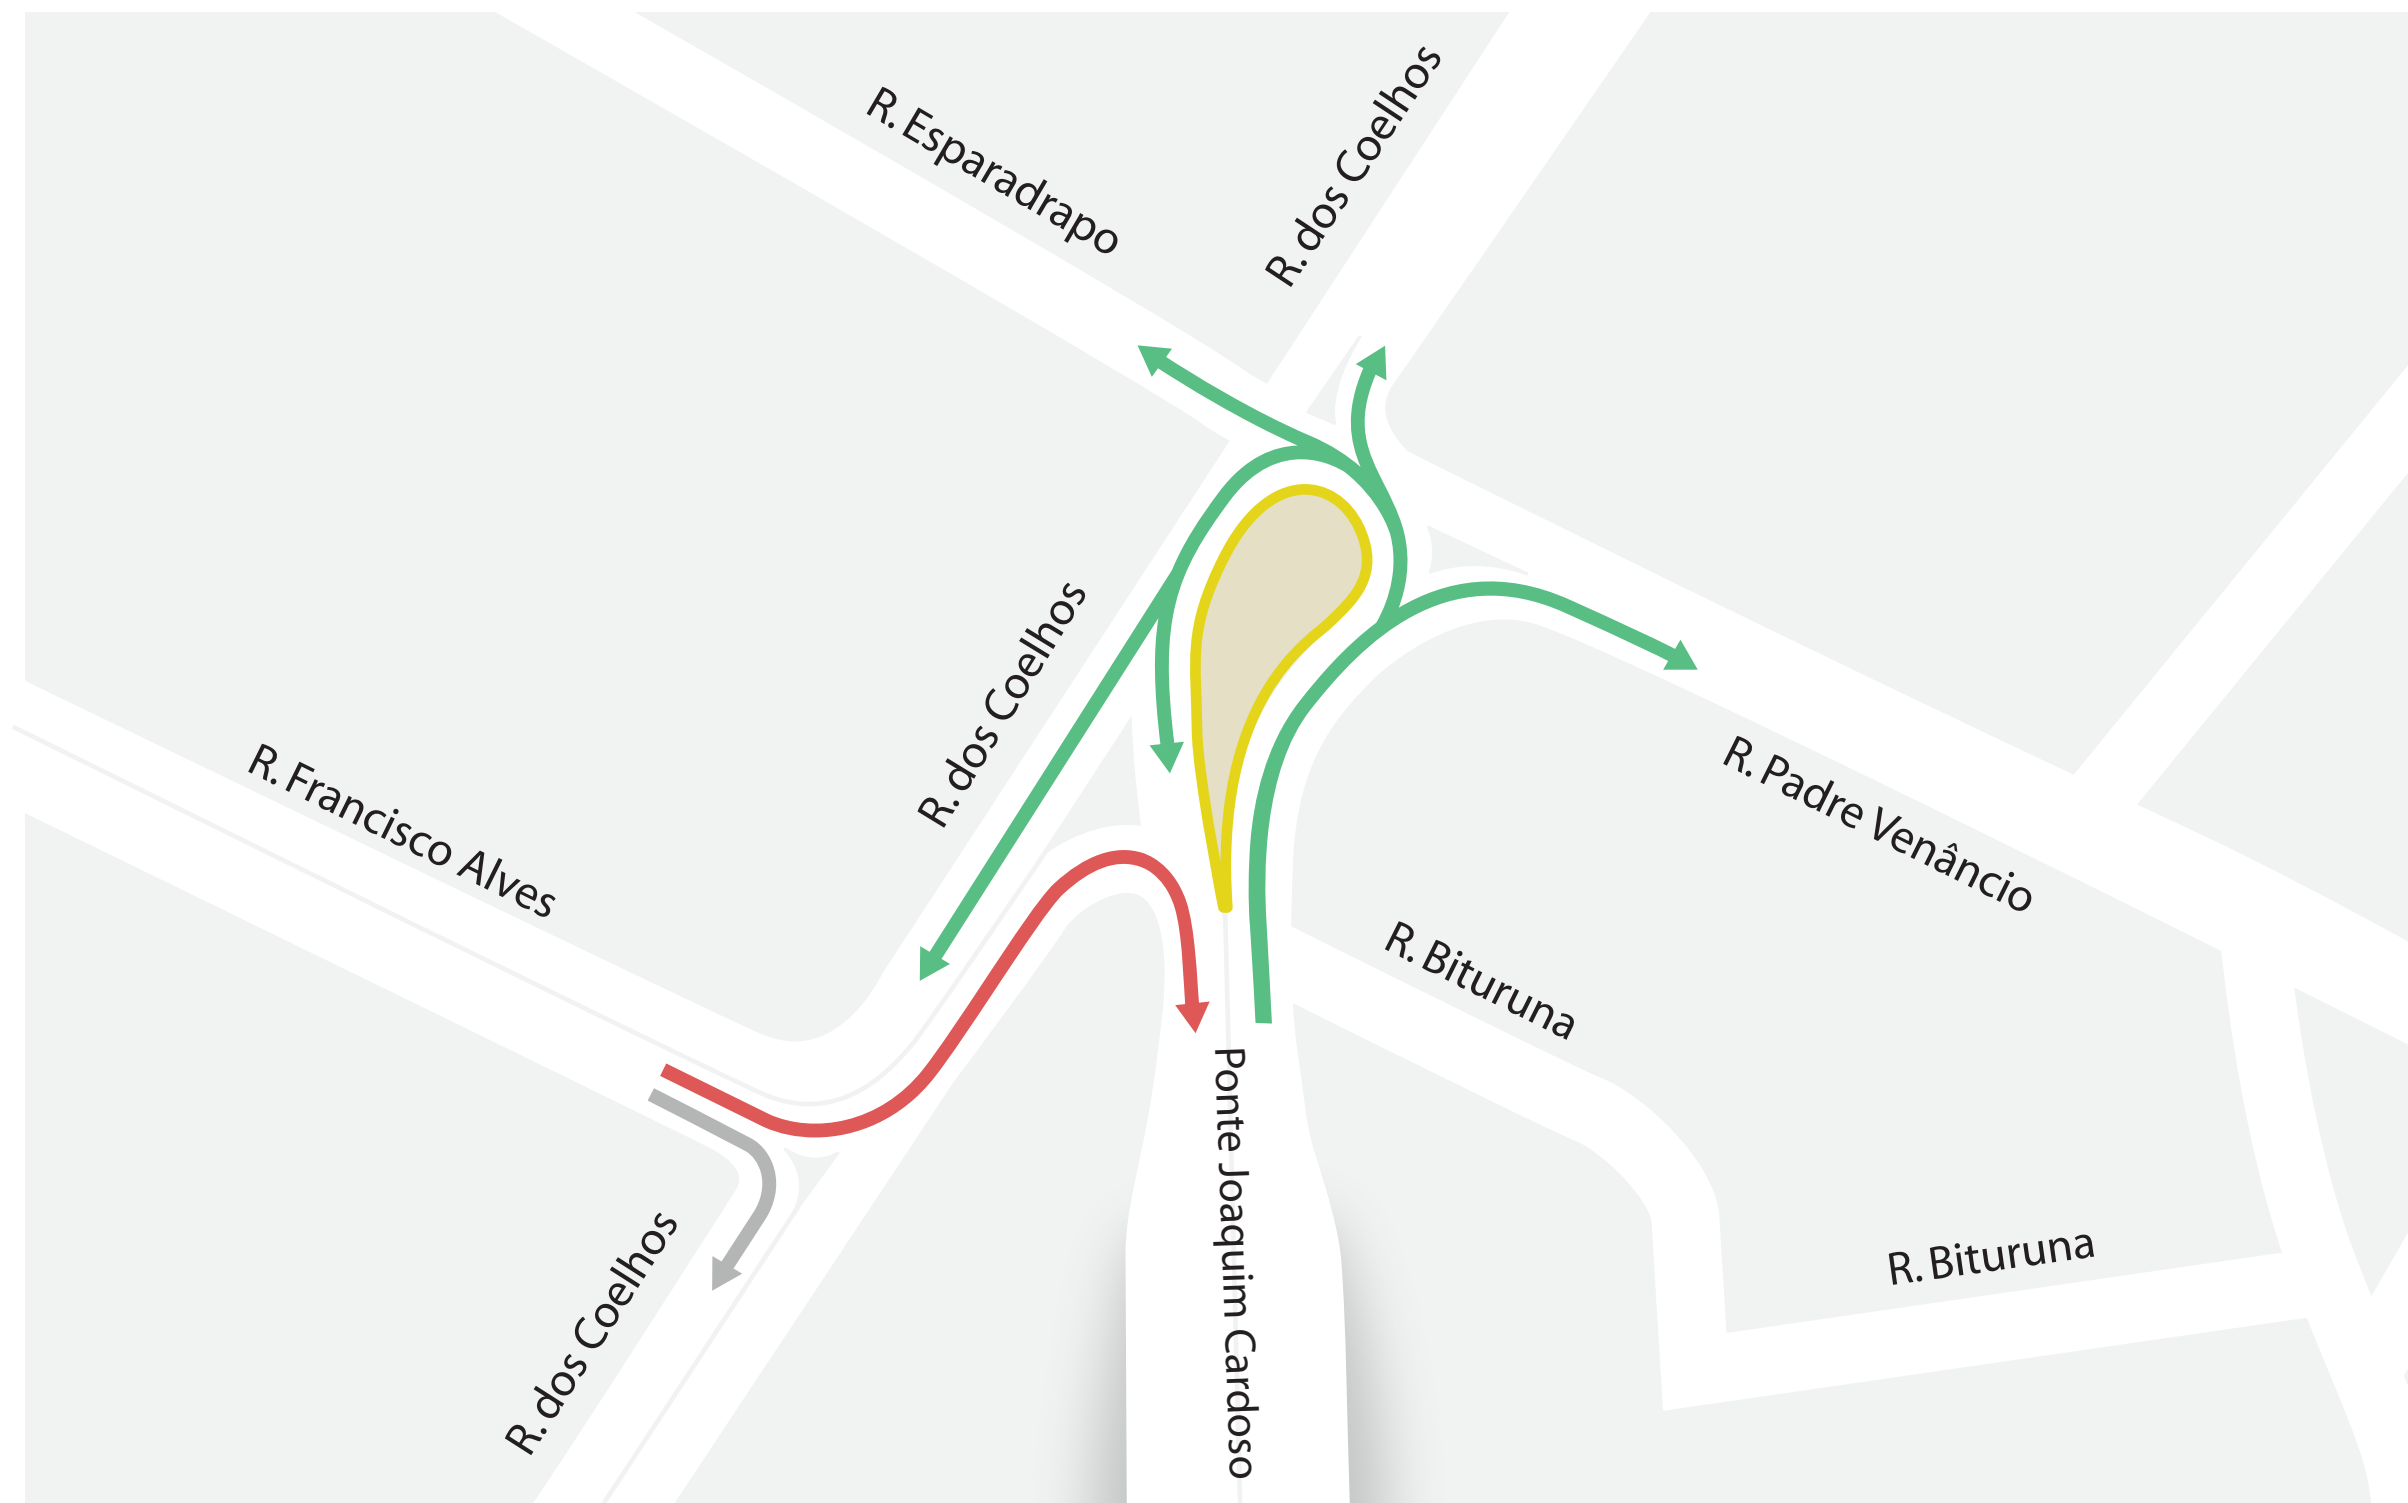 R. Esparadrapo
R. dos Coelhos
R. dos Coelhos
R. Francisco Alves
R. Padre Venâncio
R. Bituruna
Ponte Joaquim Cardoso
R. Bituruna
R. dos Coelhos